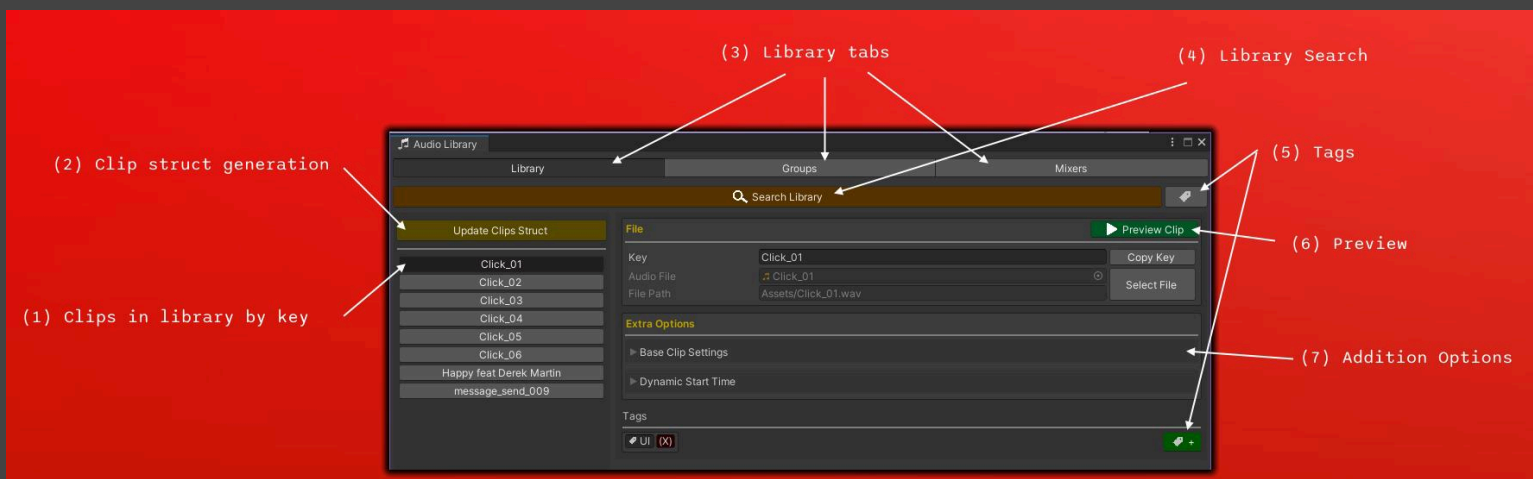 (3) Library tabs
(4) Library Search
(5) Tags
(2) Clip struct generation
(6) Preview
(1) Clips in library by key
(7) Addition Options
Audio Library
Library
Groups
Mixers
Search Library
Update Clips Struct
Click_01
Click_02
Click_03
Click_04
Click_05
Click_06
Happy feat Derek Martin
message_send_009
File
Preview Clip
Key
Click_01
Copy Key
Audio File
Click_01
Select File
File Path
Assets/Click_01.wav
Extra Options
Base Clip Settings
Dynamic Start Time
Tags
UI (X)
+